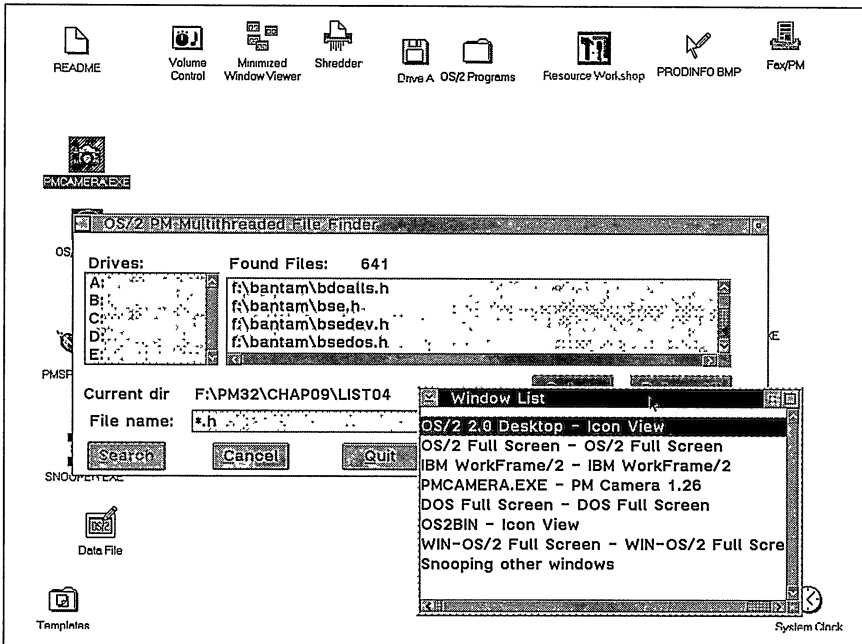 README
Volume
Control
Minimized
Window Viewer
Shredder
Drive A
OS/2 Programs
Resource Workshop
PRODINFO BMP
Fax/PM
PMCAMERA.EXE
OS/2 PM Multithreaded File Finder
OS/
Drives:
Found Files: 641
A:
B:
C:
D:
E:
f:\bantam\bdcalls.h
f:\bantam\bse.h
f:\bantam\bsedev.h
f:\bantam\bsedos.h
PMSP
KE
Current dir F:\PM32\CHAP09\LIST04
File name: *.h
Search
Cancel
Quit
SNOOPER.EXE
Window List
OS/2 2.0 Desktop - Icon View
OS/2 Full Screen - OS/2 Full Screen
IBM WorkFrame/2 - IBM WorkFrame/2
PMCAMERA.EXE - PM Camera 1.26
DOS Full Screen - DOS Full Screen
OS2BIN - Icon View
WIN-OS/2 Full Screen - WIN-OS/2 Full Scre
Snooping other windows
OS/2
Data File
Templates
System Clock